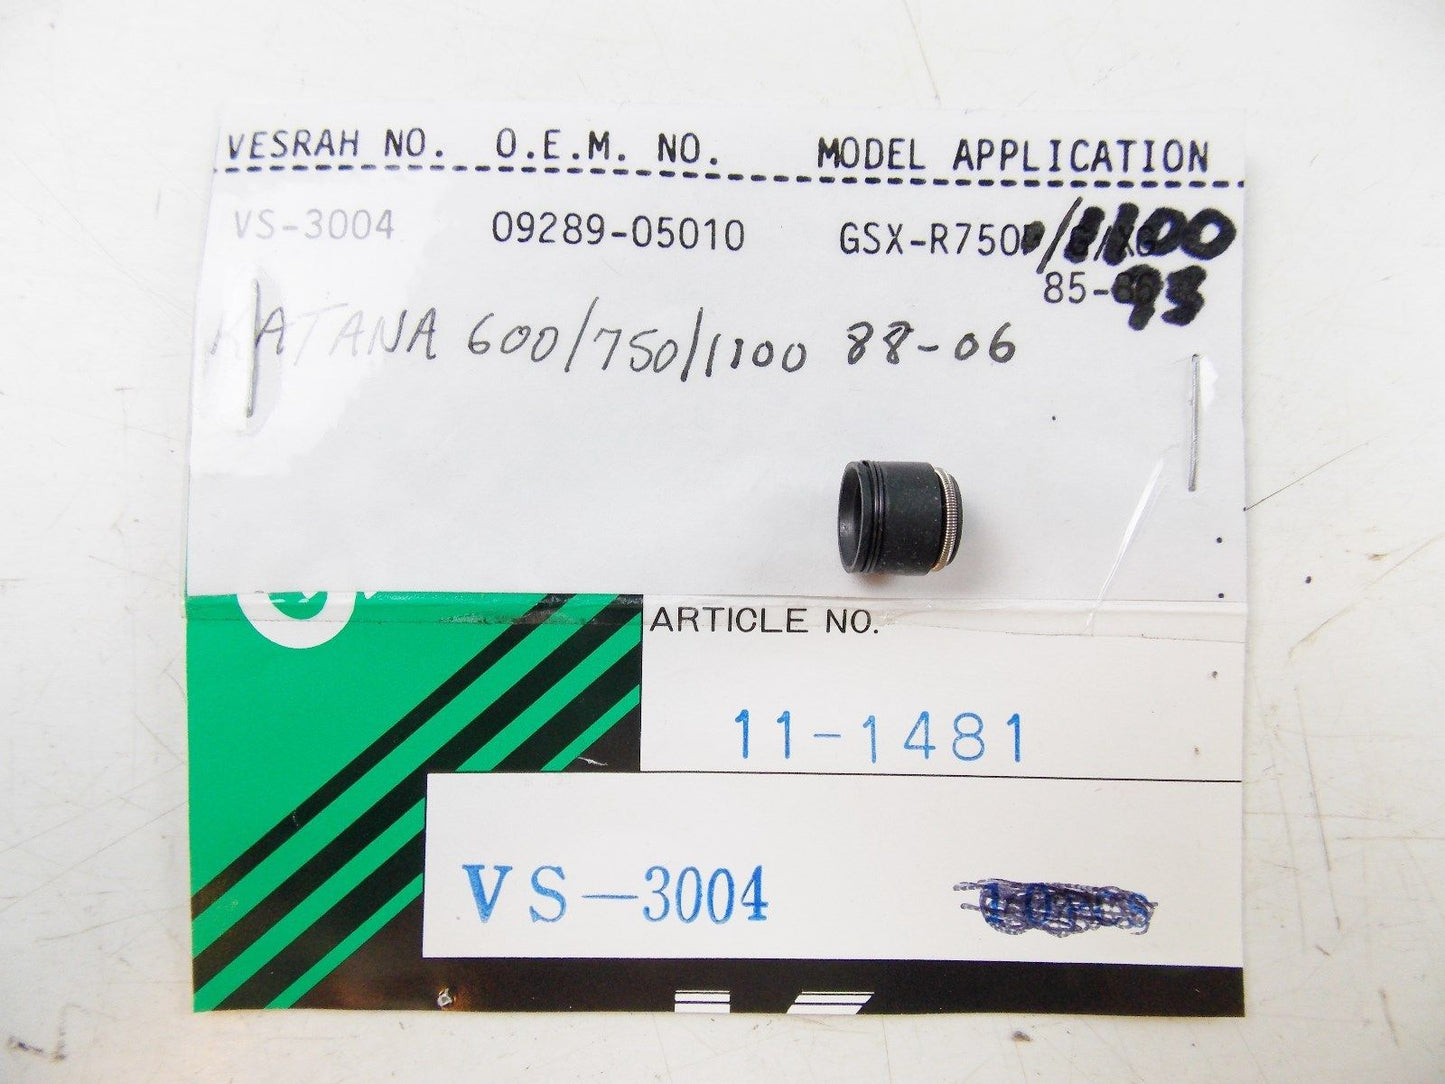 VESRAH NO. O.E.M. NO. MODEL APPLICATION
VS-3004 09289-05010 GSX-R750/1100
85-93
KATANA 600/750/1100 88-06
ARTICLE NO.
11-1481
VS-3004